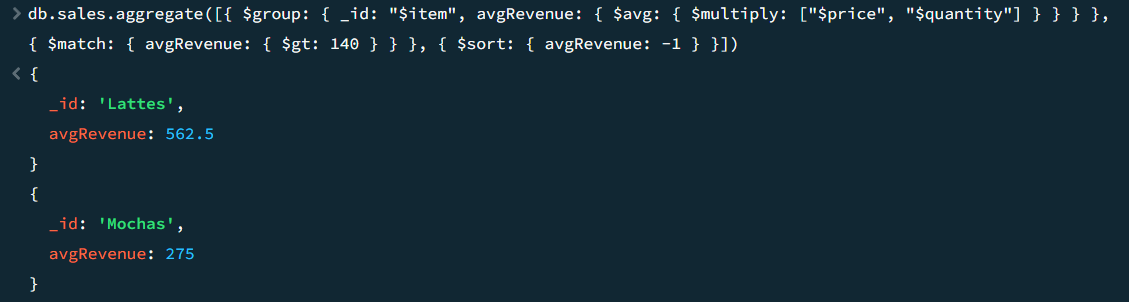 > db.sales.aggregate([{ $group: { _id: "$item", avgRevenue: { $avg: { $multiply: ["$price", "$quantity"] } } } },
{ $match: { avgRevenue: { $gt: 140 } } }, { $sort: { avgRevenue: -1 } }])
< {
_id: 'Lattes',
avgRevenue: 562.5
}
{
_id: 'Mochas',
avgRevenue: 275
}